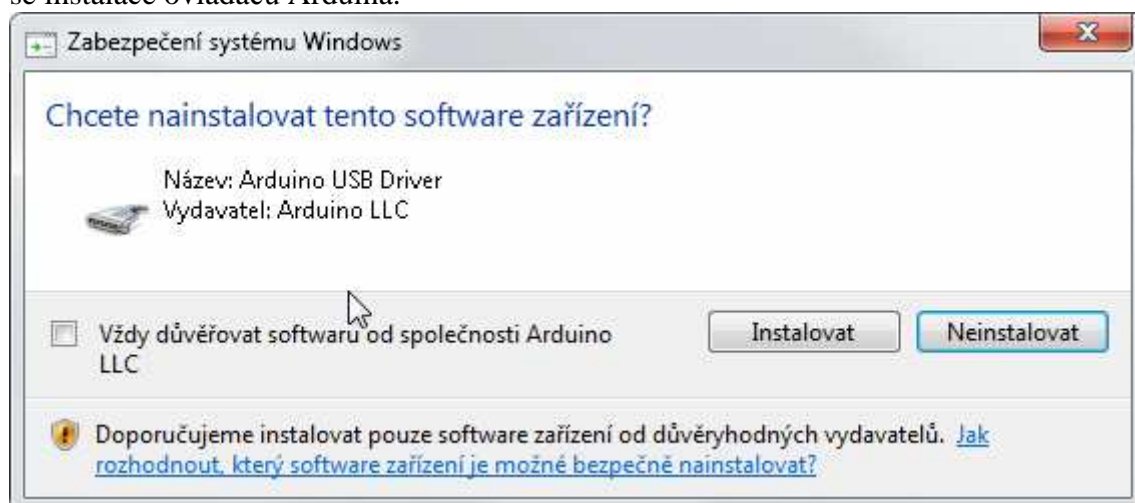 se instalace ovladačů Arduina.
Zabezpečení systému Windows
Chcete nainstalovat tento software zařízení?
Název: Arduino USB Driver
Vydavatel: Arduino LLC
Vždy důvěřovat softwaru od společnosti Arduino
LLC
Instalovat
Neinstalovat
Doporučujeme instalovat pouze software zařízení od důvěryhodných vydavatelů. Jak
rozhodnout, který software zařízení je možné bezpečně nainstalovat?